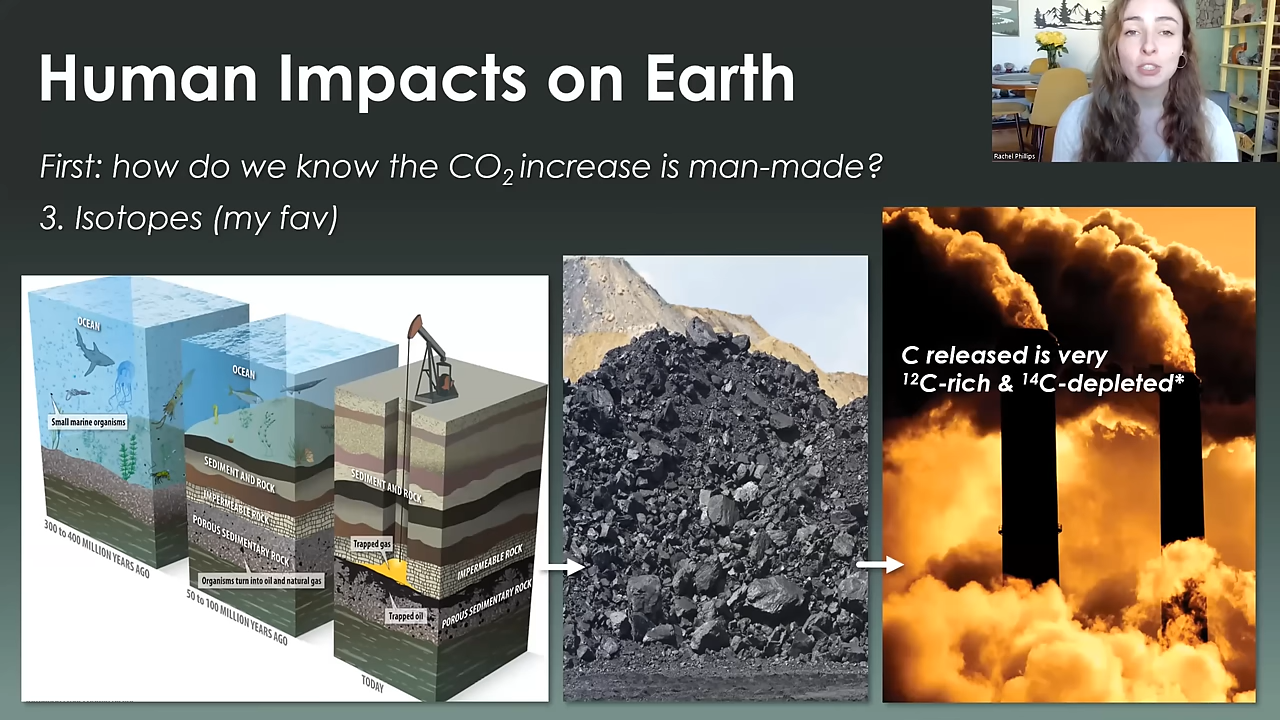 Human Impacts on Earth
Rachel Phillips
First: how do we know the CO₂ increase is man-made?
3. Isotopes (my fav)
OCEAN
Small marine organisms
300 to 400 MILLION YEARS AGO
OCEAN
SEDIMENT AND ROCK
IMPERMEABLE ROCK
POROUS SEDIMENTARY ROCK
Organisms turn into oil and natural gas
50 to 100 MILLION YEARS AGO
SEDIMENT AND ROCK
Trapped gas
IMPERMEABLE ROCK
Trapped oil
POROUS SEDIMENTARY ROCK
TODAY
C released is very
¹²C-rich & ¹⁴C-depleted*